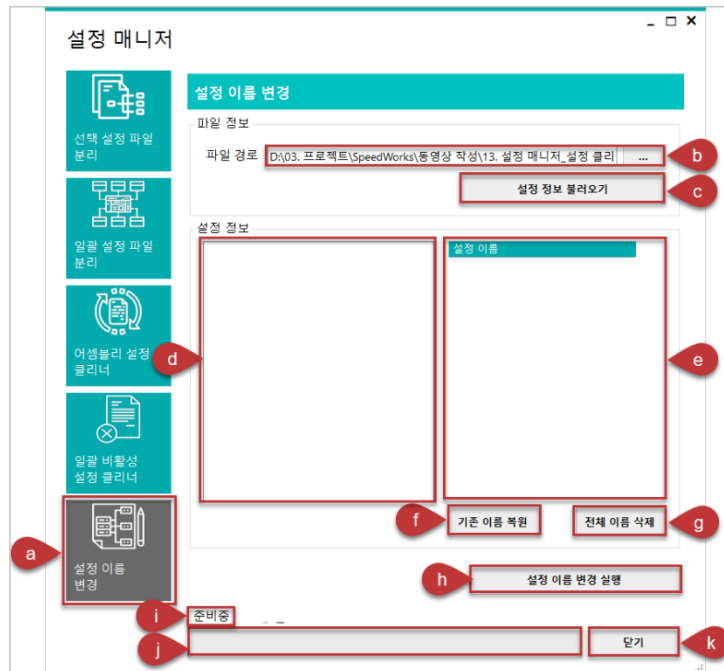 설정 매니저
선택 설정 파일
분리
일괄 설정 파일
분리
어셈블리 설정
클리너
일괄 비활성
설정 클리너
설정 이름
변경
a
설정 이름 변경
파일 정보
파일 경로
D:\03. 프로젝트\SpeedWorks\동영상 작성\13. 설정 매니저_설정 클리
...
b
설정 정보 불러오기
c
설정 정보
d
설정 이름
e
f
기존 이름 복원
전체 이름 삭제
g
h
설정 이름 변경 실행
i
준비중
j
닫기
k